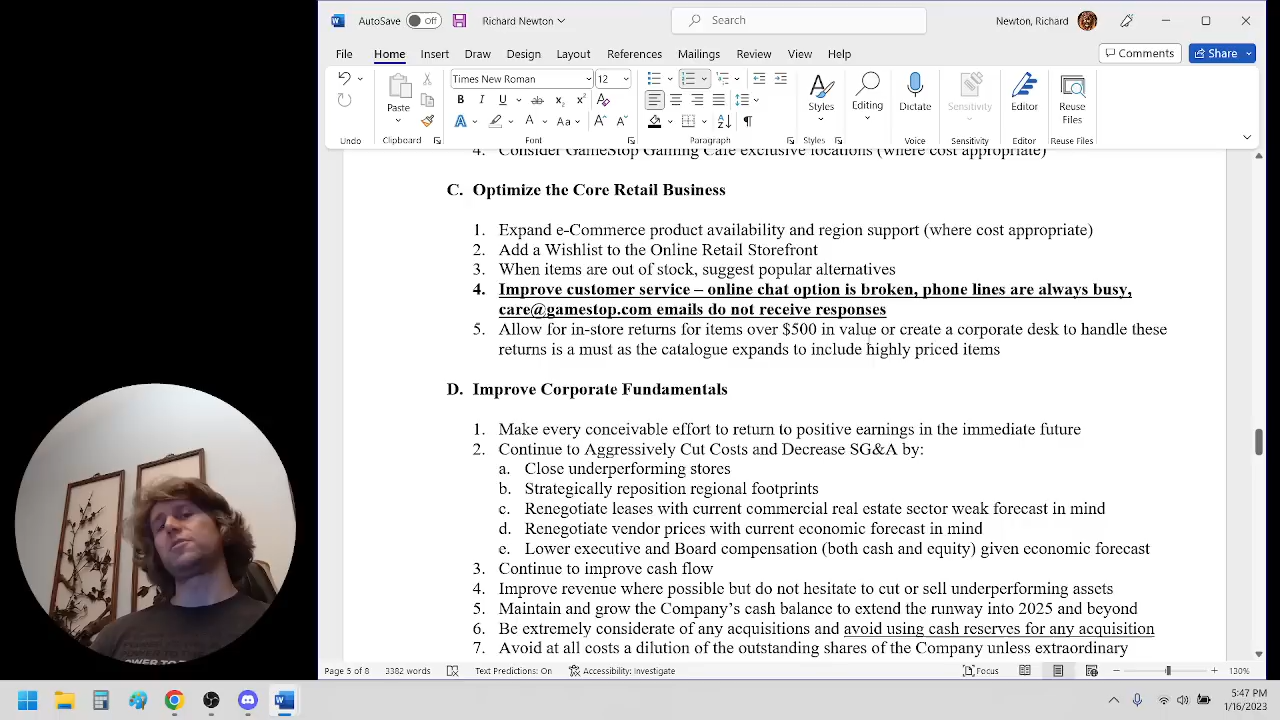 AutoSave Off Richard Newton Search Newton, Richard
File Home Insert Draw Design Layout References Mailings Review View Help Comments Share
Times New Roman 12
Paste Styles Editing Dictate Sensitivity Editor Reuse Files
Undo Clipboard Font Paragraph Styles Voice Sensitivity Editor Reuse Files
4. Consider GameStop Gaming Care exclusive locations (where cost appropriate)
C. Optimize the Core Retail Business
1. Expand e-Commerce product availability and region support (where cost appropriate)
2. Add a Wishlist to the Online Retail Storefront
3. When items are out of stock, suggest popular alternatives
4. Improve customer service – online chat option is broken, phone lines are always busy,
care@gamestop.com emails do not receive responses
5. Allow for in-store returns for items over $500 in value or create a corporate desk to handle these
returns is a must as the catalogue expands to include highly priced items
D. Improve Corporate Fundamentals
1. Make every conceivable effort to return to positive earnings in the immediate future
2. Continue to Aggressively Cut Costs and Decrease SG&A by:
a. Close underperforming stores
b. Strategically reposition regional footprints
c. Renegotiate leases with current commercial real estate sector weak forecast in mind
d. Renegotiate vendor prices with current economic forecast in mind
e. Lower executive and Board compensation (both cash and equity) given economic forecast
3. Continue to improve cash flow
4. Improve revenue where possible but do not hesitate to cut or sell underperforming assets
5. Maintain and grow the Company's cash balance to extend the runway into 2025 and beyond
6. Be extremely considerate of any acquisitions and avoid using cash reserves for any acquisition
7. Avoid at all costs a dilution of the outstanding shares of the Company unless extraordinary
Page 5 of 8 3382 words Text Predictions: On Accessibility: Investigate Focus 130%
5:47 PM
1/16/2023